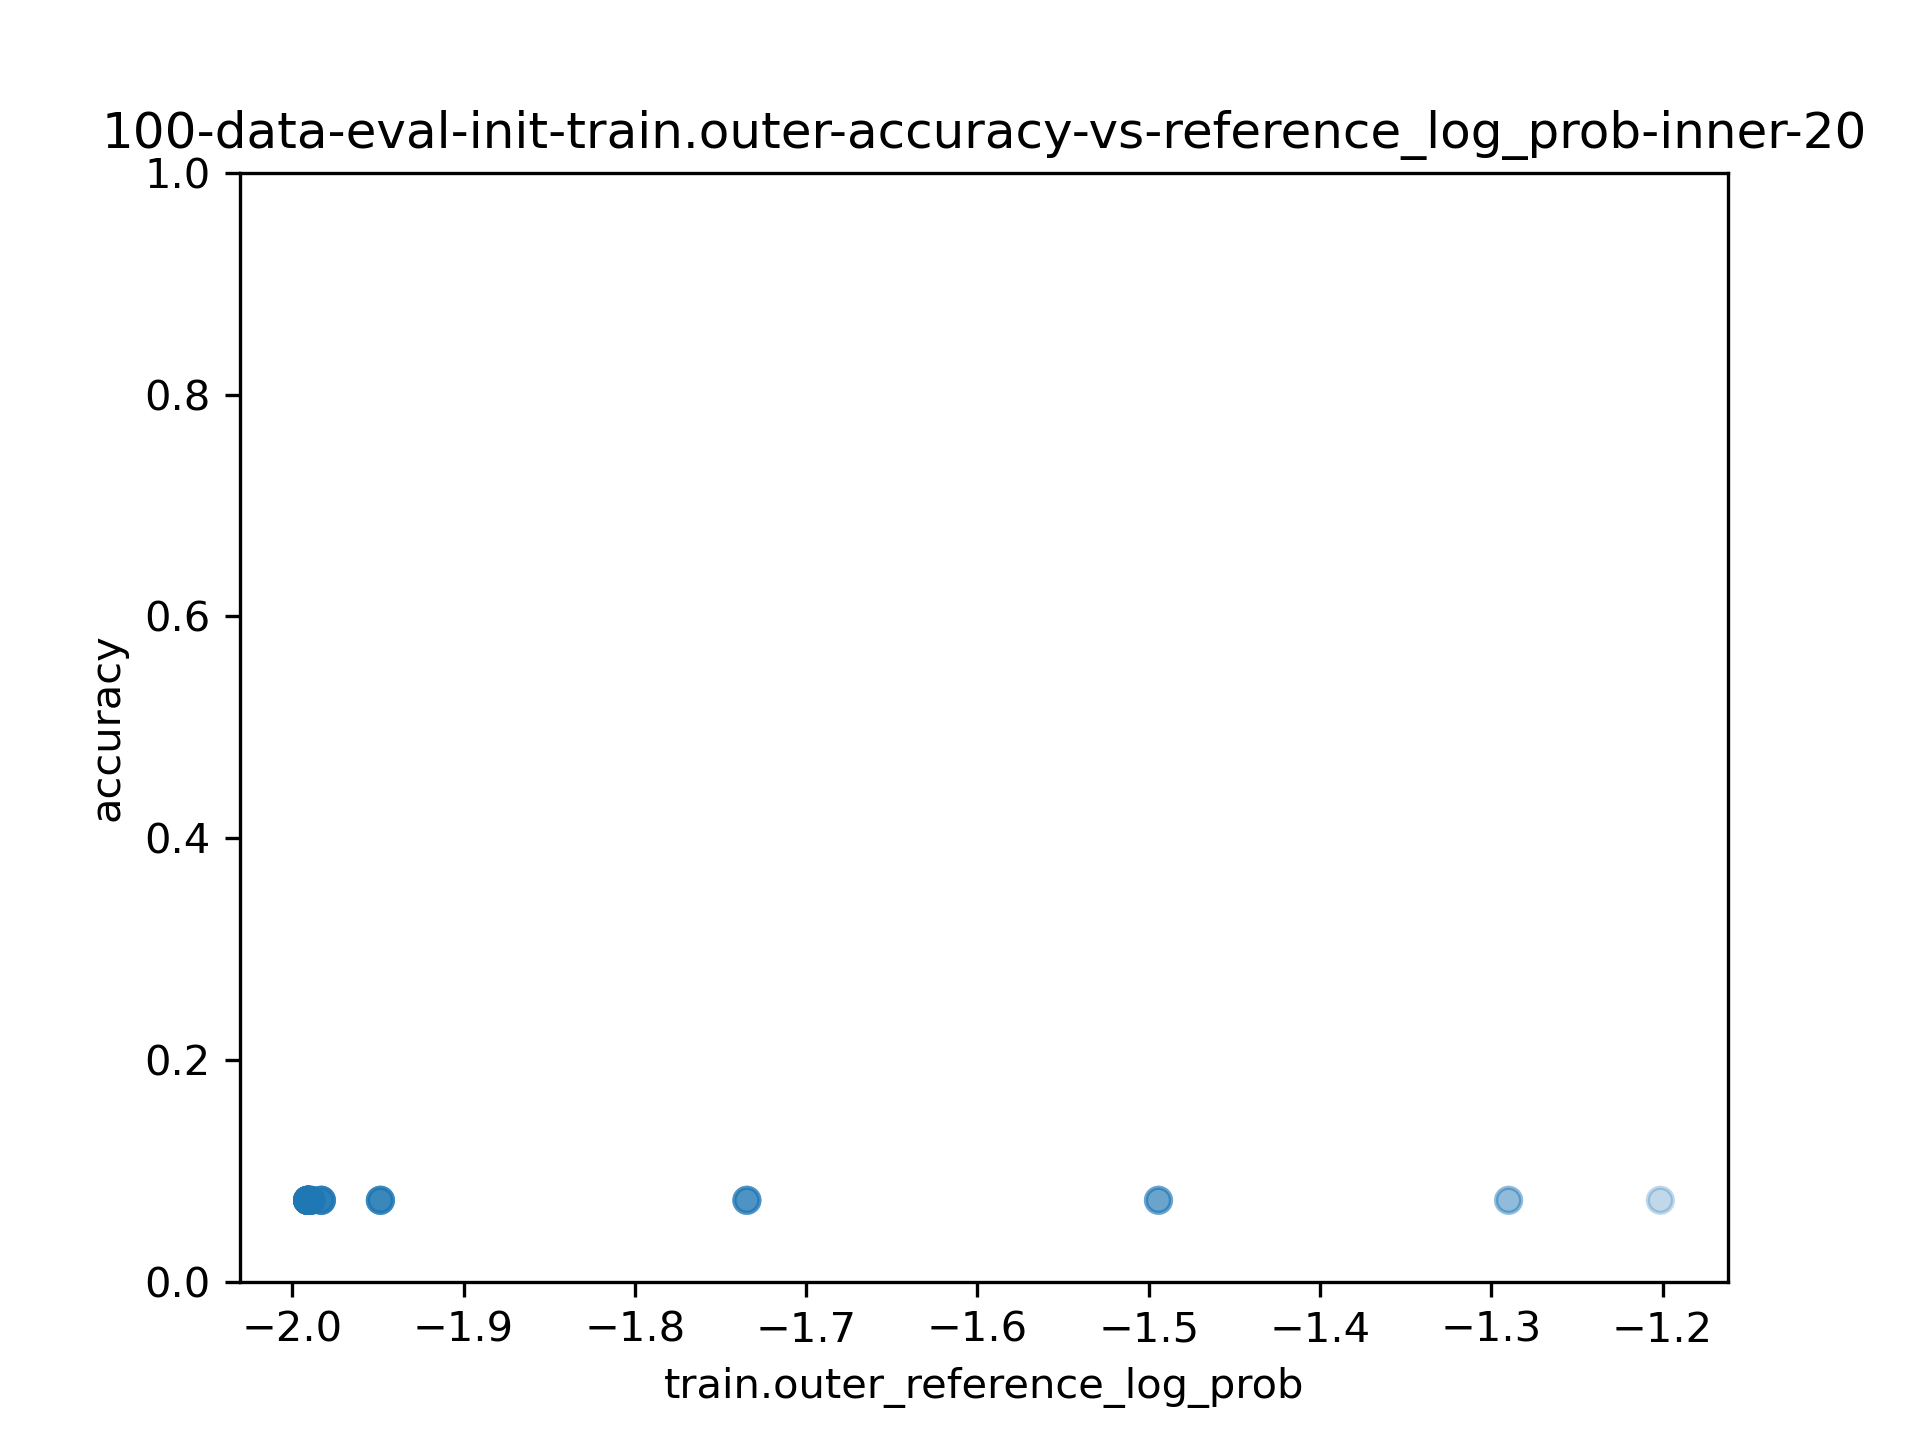 100-data-eval-init-train.outer-accuracy-vs-reference_log_prob-inner-20
1.0
0.8
0.6
0.4
0.2
0.0
accuracy
−2.0 −1.9 −1.8 −1.7 −1.6 −1.5 −1.4 −1.3 −1.2
train.outer_reference_log_prob